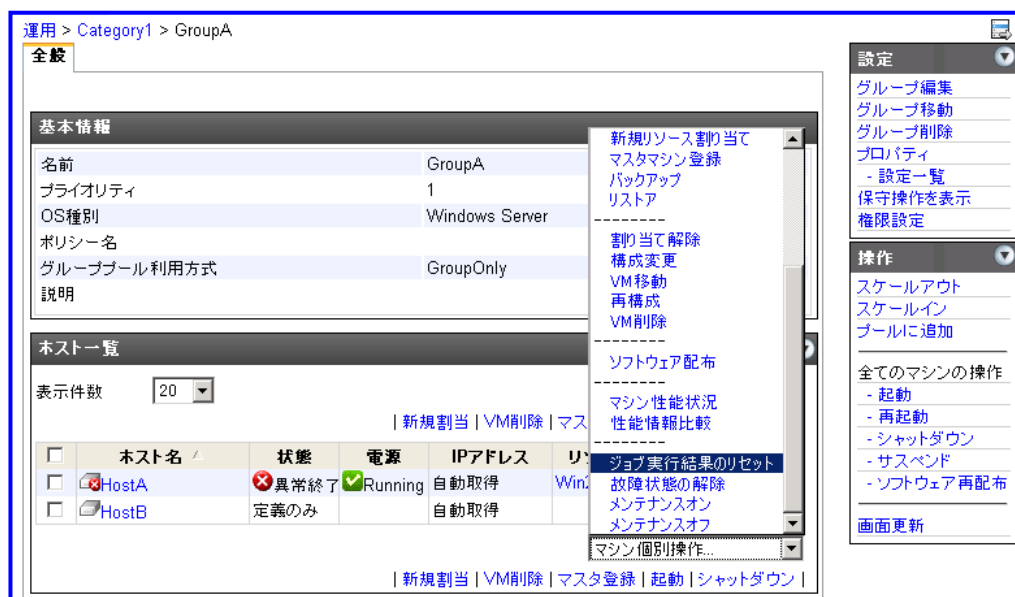 運用 > Category1 > GroupA
全般
基本情報
名前 GroupA
プライオリティ 1
OS種別 Windows Server
ポリシー名
グループプール利用方式 GroupOnly
説明
ホスト一覧
表示件数 20
| 新規割当 | VM削除 | マス
ホスト名 状態 電源 IPアドレス
HostA 異常終了 Running 自動取得
HostB 定義のみ 自動取得
新規リソース割り当て
マスタマシン登録
バックアップ
リストア
--------
割り当て解除
構成変更
VM移動
再構成
VM削除
--------
ソフトウェア配布
--------
マシン性能状況
性能情報比較
--------
ジョブ実行結果のリセット
故障状態の解除
メンテナンスオン
メンテナンスオフ
マシン個別操作...
| 新規割当 | VM削除 | マスタ登録 | 起動 | シャットダウン |
設定
グループ編集
グループ移動
グループ削除
プロパティ
- 設定一覧
保守操作を表示
権限設定
操作
スケールアウト
スケールイン
プールに追加
全てのマシンの操作
- 起動
- 再起動
- シャットダウン
- サスペンド
- ソフトウェア再配布
画面更新